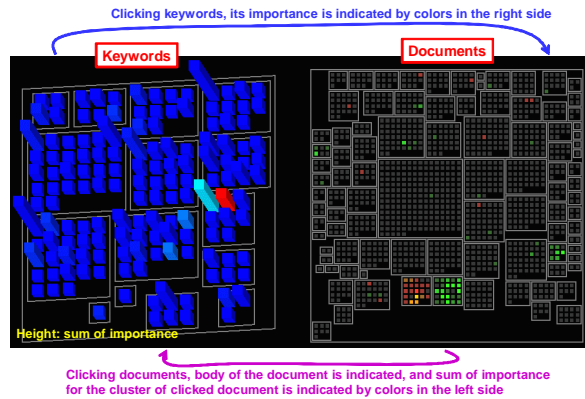 Clicking keywords, its importance is indicated by colors in the right side
Keywords
Documents
Height: sum of importance
Clicking documents, body of the document is indicated, and sum of importance
for the cluster of clicked document is indicated by colors in the left side